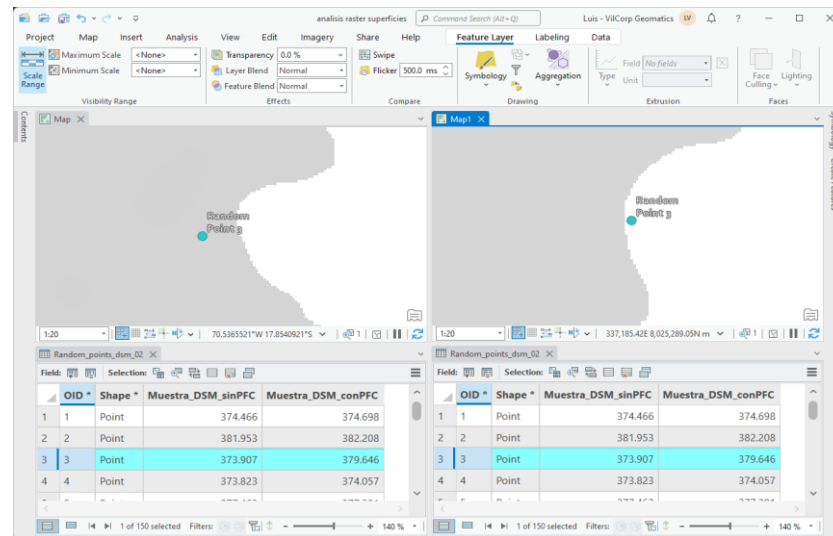 analisis raster superficies
Command Search (Alt+Q)
Luis - VilCorp Geomatics
LV
?
Project Map Insert Analysis View Edit Imagery Share Help Feature Layer Labeling Data
Maximum Scale <None>
Minimum Scale <None>
Scale Range
Visibility Range
Transparency 0.0 %
Layer Blend Normal
Feature Blend Normal
Effects
Swipe
Flicker 500.0 ms
Compare
Symbology
Aggregation
Drawing
Type
Field No fields
Unit
Extrusion
Face Culling
Lighting
Faces
Contents
Map
Random
Point 3
1:20
70.5365521°W 17.8540921°S
1
Random_points_dsm_02
Field: Selection:
OID * Shape * Muestra_DSM_sinPFC Muestra_DSM_conPFC
1 1 Point 374.466 374.698
2 2 Point 381.953 382.208
3 3 Point 373.907 379.646
4 4 Point 373.823 374.057
1 of 150 selected Filters: - + 140 %
Map1
Random
Point 3
1:20
337,185.42E 8,025,289.05N m
1
Random_points_dsm_02
Field: Selection:
OID * Shape * Muestra_DSM_sinPFC Muestra_DSM_conPFC
1 1 Point 374.466 374.698
2 2 Point 381.953 382.208
3 3 Point 373.907 379.646
4 4 Point 373.823 374.057
1 of 150 selected Filters: - + 140 %